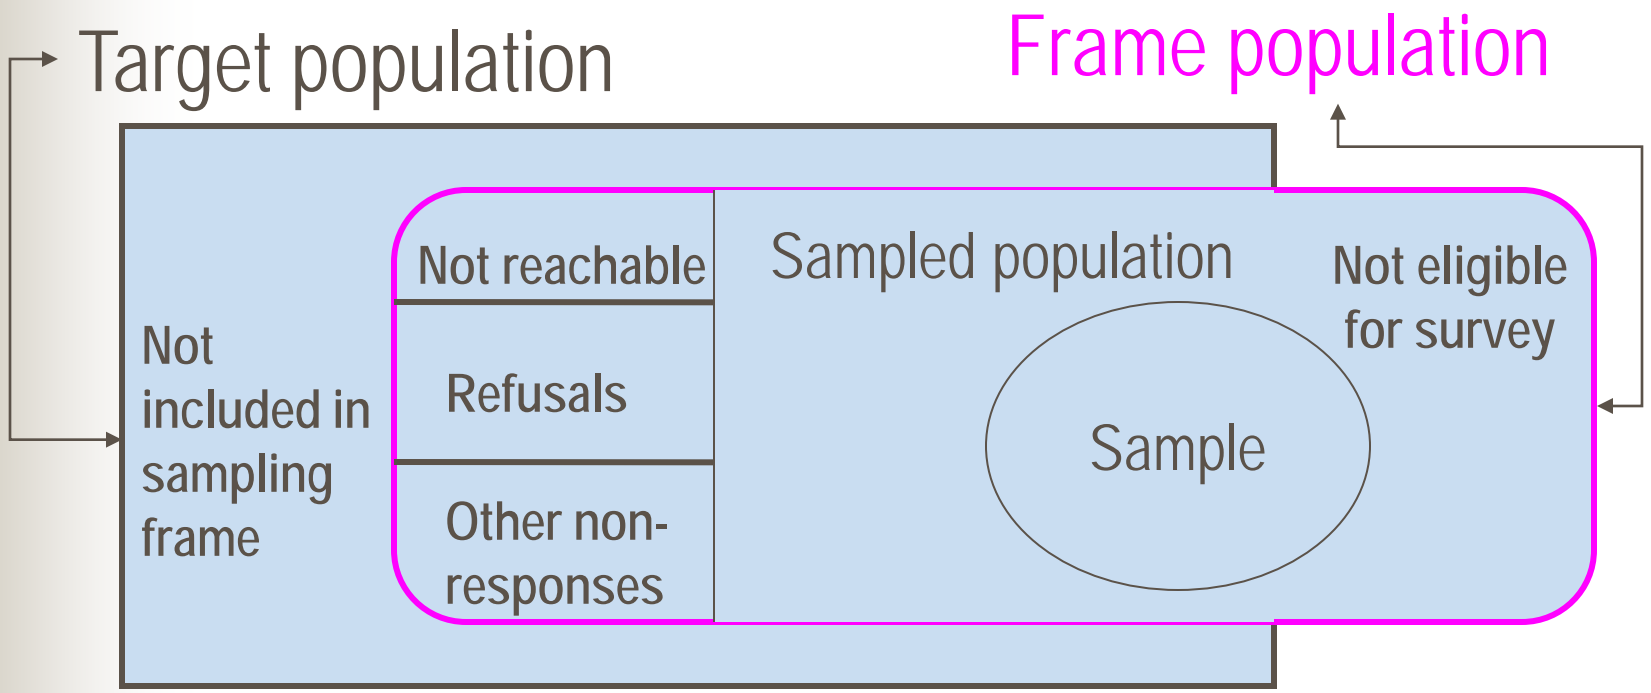 Target population
Frame population
Not
included in
sampling
frame
Not reachable
Refusals
Other non-
responses
Sampled population
Sample
Not eligible
for survey